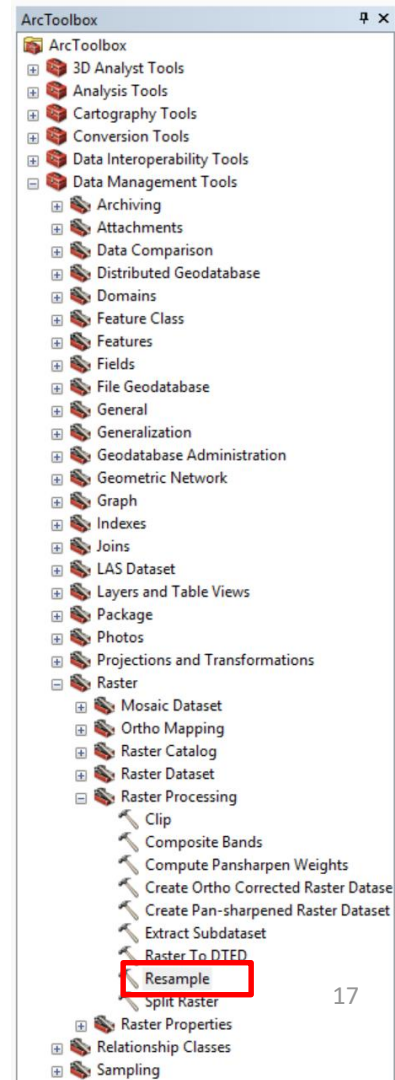 ArcToolbox
ArcToolbox
3D Analyst Tools
Analysis Tools
Cartography Tools
Conversion Tools
Data Interoperability Tools
Data Management Tools
Archiving
Attachments
Data Comparison
Distributed Geodatabase
Domains
Feature Class
Features
Fields
File Geodatabase
General
Generalization
Geodatabase Administration
Geometric Network
Graph
Indexes
Joins
LAS Dataset
Layers and Table Views
Package
Photos
Projections and Transformations
Raster
Mosaic Dataset
Ortho Mapping
Raster Catalog
Raster Dataset
Raster Processing
Clip
Composite Bands
Compute Pansharpen Weights
Create Ortho Corrected Raster Datase
Create Pan-sharpened Raster Dataset
Extract Subdataset
Raster To DTED
Resample
Split Raster 17
Raster Properties
Relationship Classes
Sampling